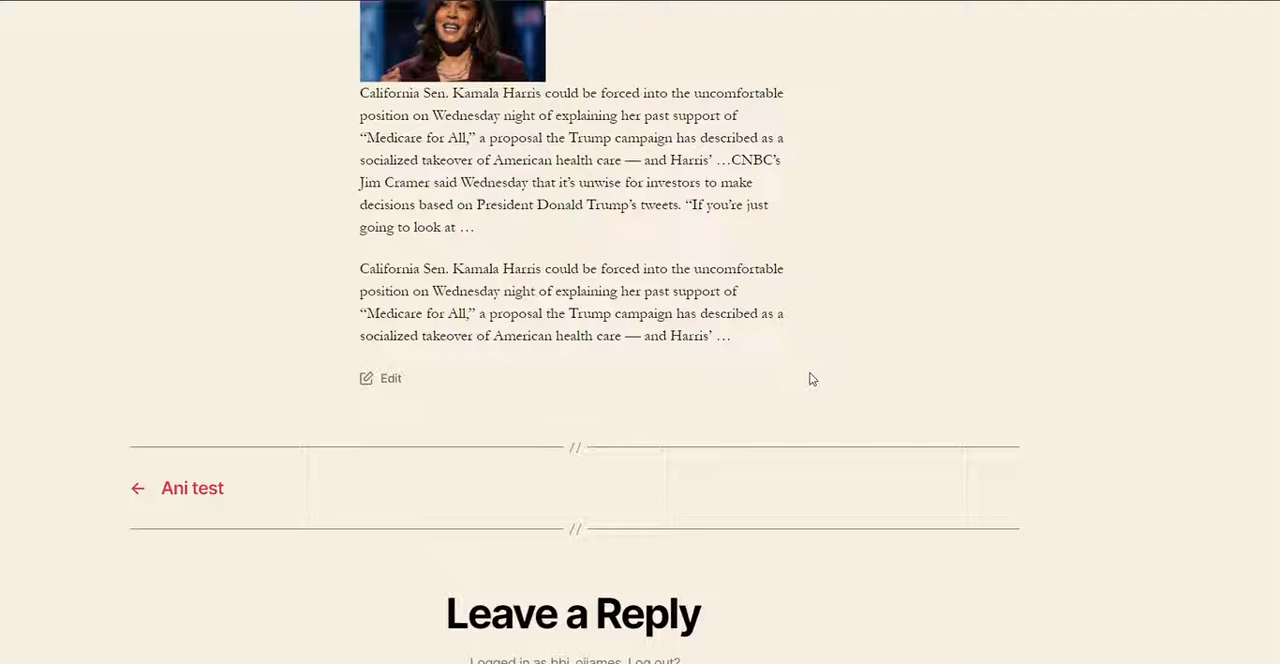 California Sen. Kamala Harris could be forced into the uncomfortable
position on Wednesday night of explaining her past support of
“Medicare for All,” a proposal the Trump campaign has described as a
socialized takeover of American health care — and Harris’ …CNBC’s
Jim Cramer said Wednesday that it’s unwise for investors to make
decisions based on President Donald Trump’s tweets. “If you’re just
going to look at …
California Sen. Kamala Harris could be forced into the uncomfortable
position on Wednesday night of explaining her past support of
“Medicare for All,” a proposal the Trump campaign has described as a
socialized takeover of American health care — and Harris’ …
Edit
//
← Ani test
//
Leave a Reply
Logged in as Log out?